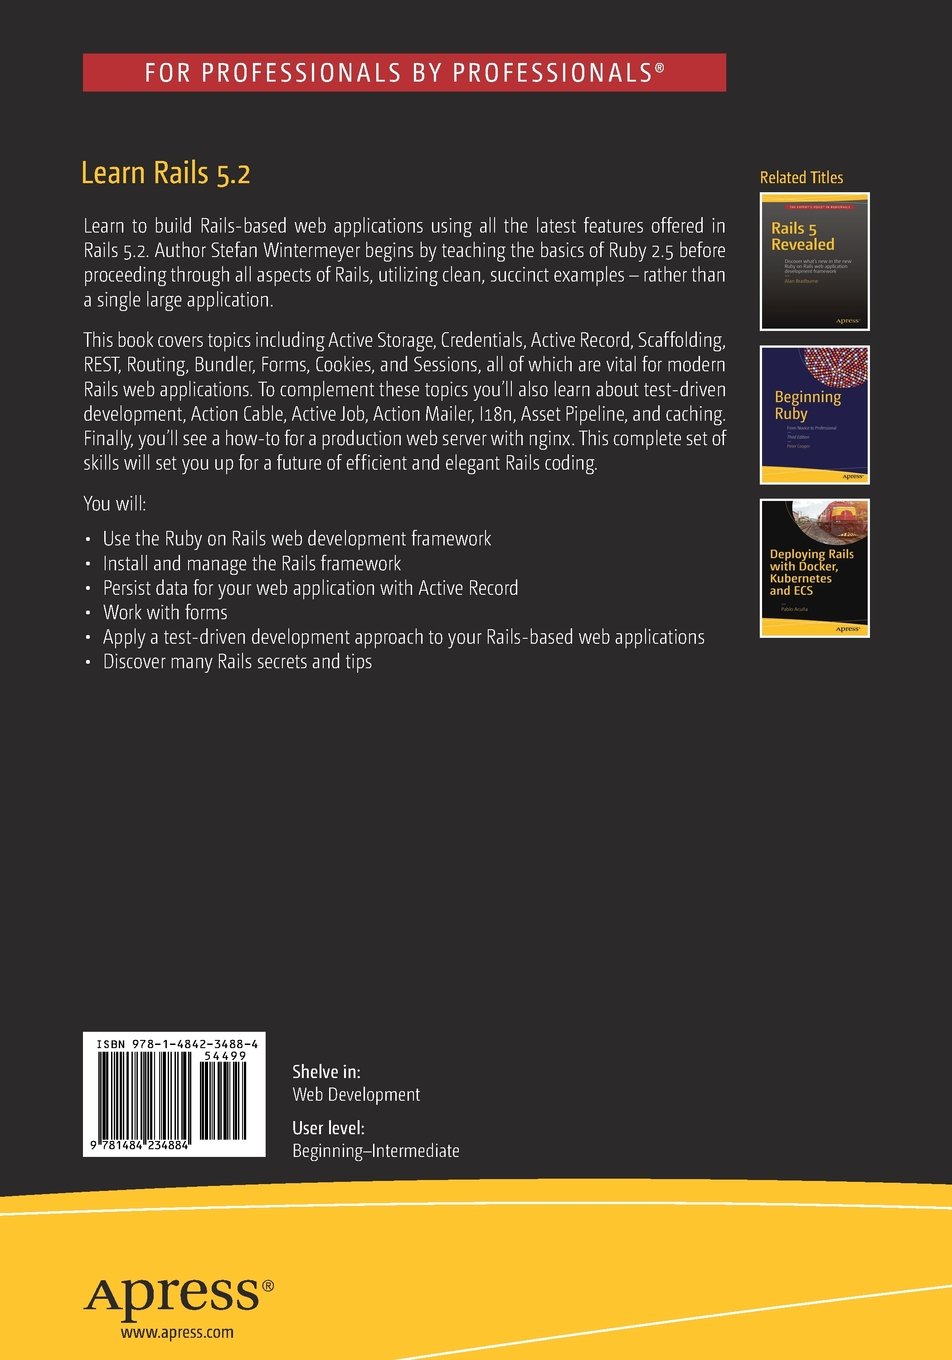 FOR PROFESSIONALS BY PROFESSIONALS®
Learn Rails 5.2
Learn to build Rails-based web applications using all the latest features offered in
Rails 5.2. Author Stefan Wintermeyer begins by teaching the basics of Ruby 2.5 before
proceeding through all aspects of Rails, utilizing clean, succinct examples – rather than
a single large application.
This book covers topics including Active Storage, Credentials, Active Record, Scaffolding,
REST, Routing, Bundler, Forms, Cookies, and Sessions, all of which are vital for modern
Rails web applications. To complement these topics you'll also learn about test-driven
development, Action Cable, Active Job, Action Mailer, I18n, Asset Pipeline, and caching.
Finally, you'll see a how-to for a production web server with nginx. This complete set of
skills will set you up for a future of efficient and elegant Rails coding.
You will:
• Use the Ruby on Rails web development framework
• Install and manage the Rails framework
• Persist data for your web application with Active Record
• Work with forms
• Apply a test-driven development approach to your Rails-based web applications
• Discover many Rails secrets and tips
Related Titles
THE EXPERT'S VOICE® IN RUBY/RAILS
Rails 5
Revealed
Discover what's new in the new
Ruby on Rails web application
development framework
Alan Bradburne
Apress®
Beginning
Ruby
From Novice to Professional
Third Edition
Peter Cooper
Apress®
Deploying Rails
with Docker,
Kubernetes
and ECS
Pablo Acuña
Apress®
ISBN 978-1-4842-3488-4
54499
9 781484 234884
Shelve in:
Web Development
User level:
Beginning–Intermediate
Apress®
www.apress.com